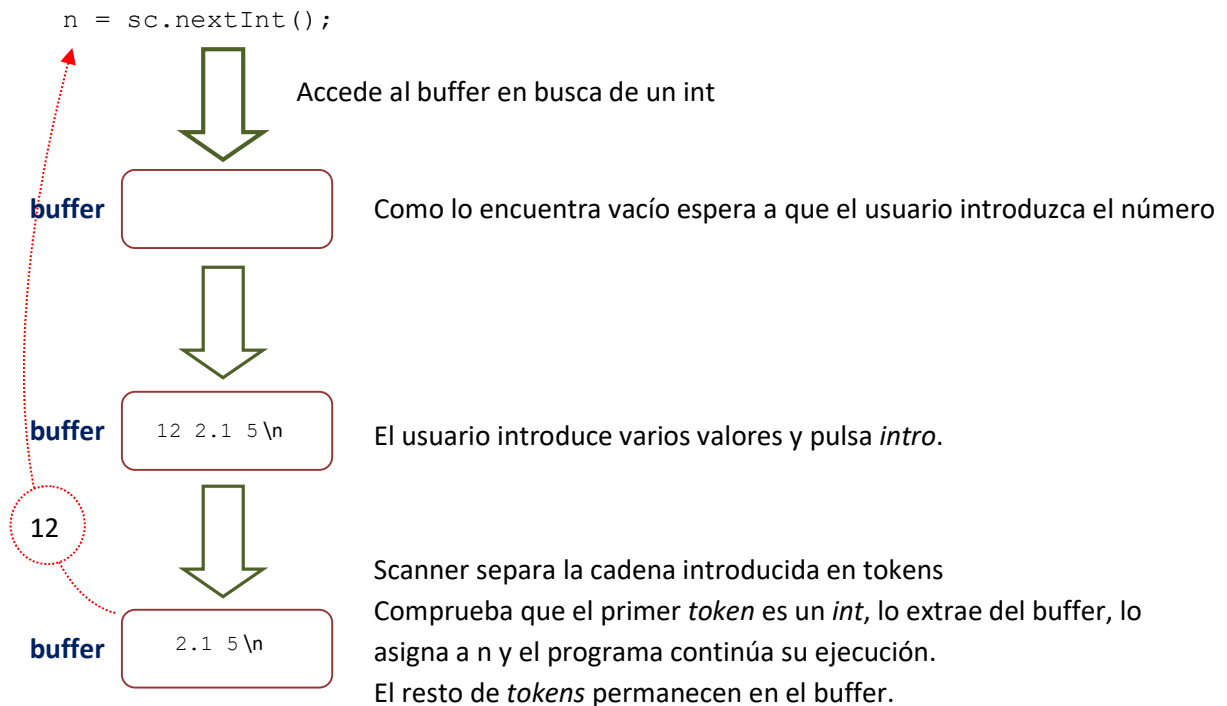 n = sc.nextInt();
Accede al buffer en busca de un int
buffer
Como lo encuentra vacío espera a que el usuario introduzca el número
buffer
12 2.1 5\n
El usuario introduce varios valores y pulsa intro.
12
Scanner separa la cadena introducida en tokens
Comprueba que el primer token es un int, lo extrae del buffer, lo
buffer
2.1 5\n
asigna a n y el programa continúa su ejecución.
El resto de tokens permanecen en el buffer.